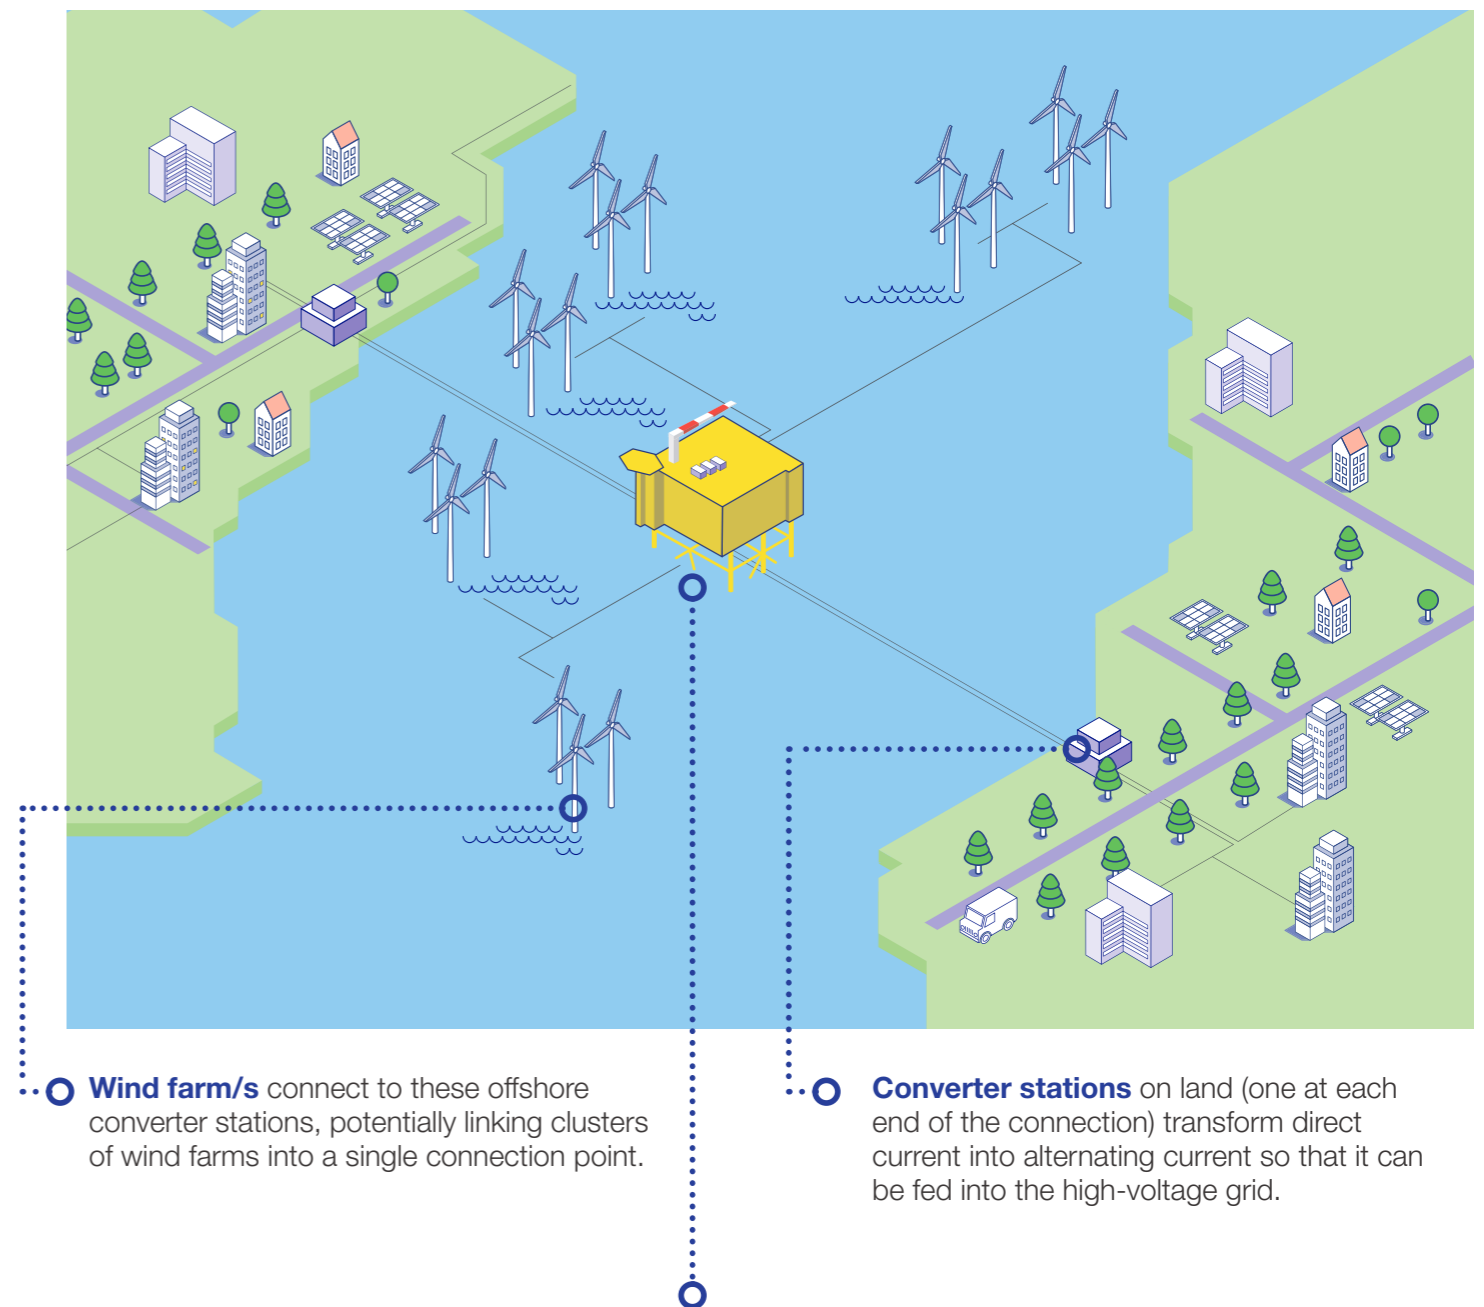 Wind farm/s connect to these offshore
converter stations, potentially linking clusters
of wind farms into a single connection point.
Converter stations on land (one at each
end of the connection) transform direct
current into alternating current so that it can
be fed into the high-voltage grid.